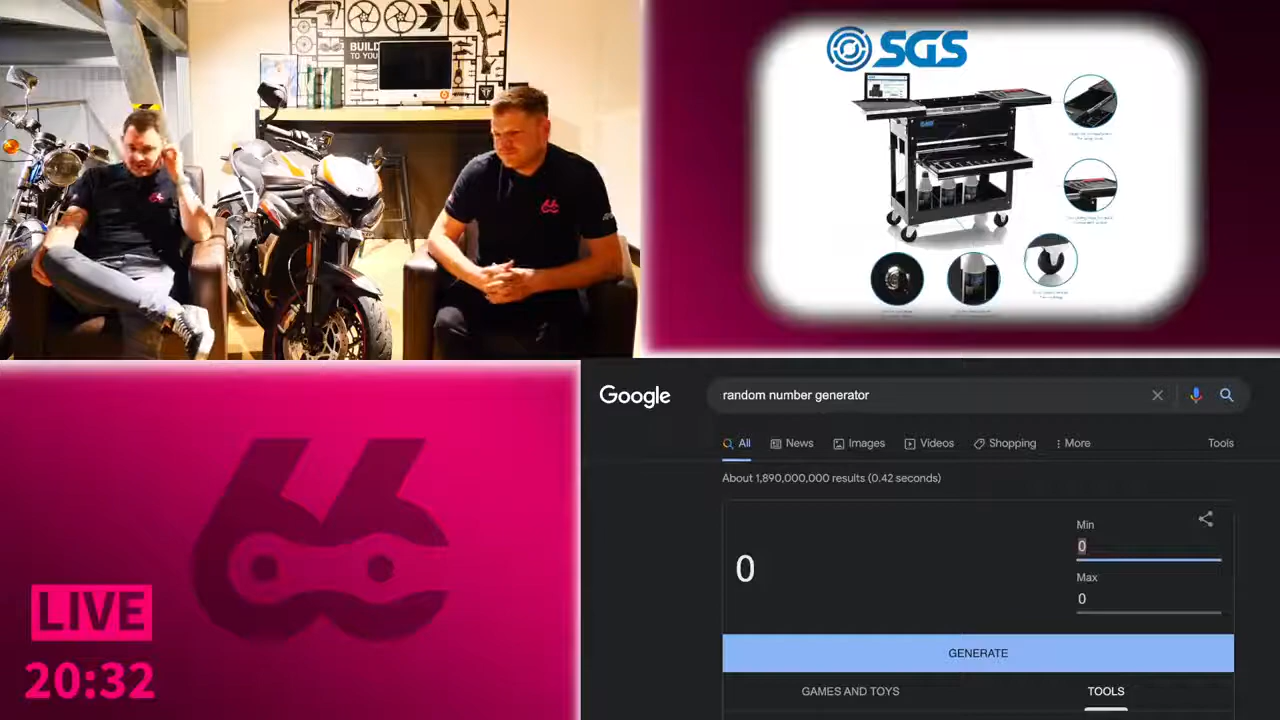 BUILD
TO YOU
SGS
LIVE
20:32
Google
random number generator
All
News
Images
Videos
Shopping
More
Tools
About 1,890,000,000 results (0.42 seconds)
0
Min
0
Max
0
GENERATE
GAMES AND TOYS
TOOLS